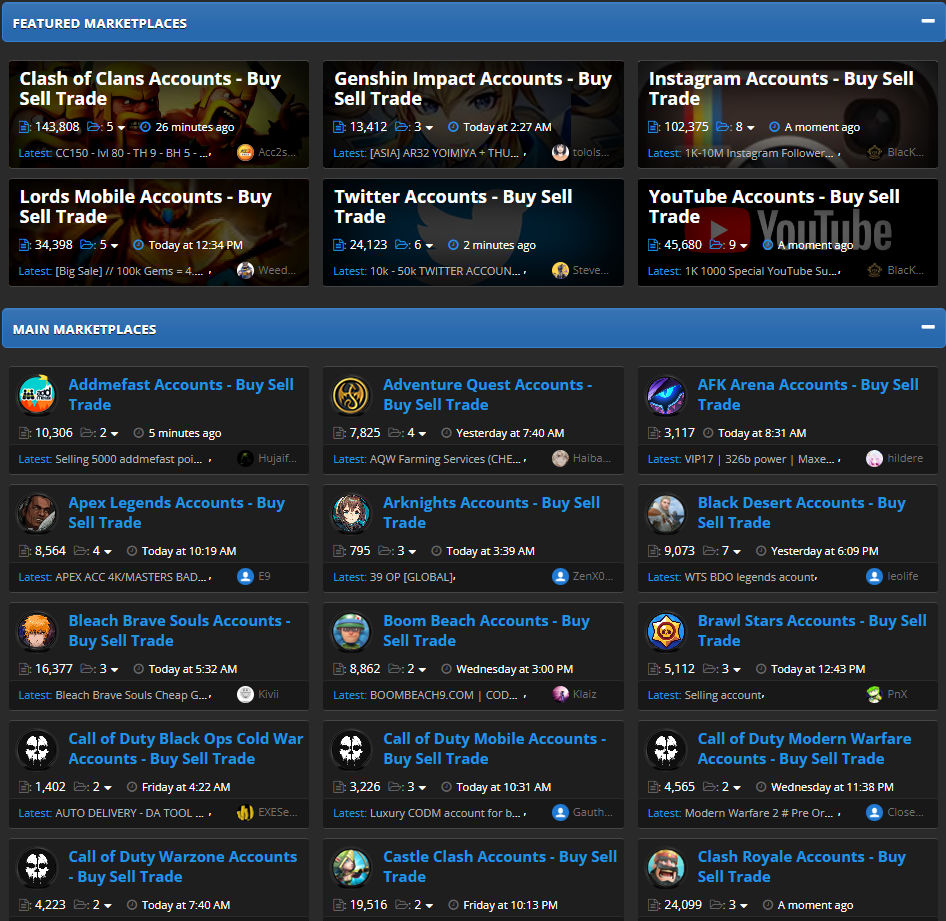 FEATURED MARKETPLACES
Clash of Clans Accounts - Buy
Sell Trade
143,808 : 5 26 minutes ago
Latest: CC150 - lvl 80 - TH 9 - BH 5 - ..., Acc2s...
Genshin Impact Accounts - Buy
Sell Trade
13,412 : 3 Today at 2:27 AM
Latest: [ASIA] AR32 YOIMIYA + THU..., tolols...
Instagram Accounts - Buy Sell
Trade
102,375 : 8 A moment ago
Latest: 1K-10M Instagram Follower..., BlacK...
Lords Mobile Accounts - Buy
Sell Trade
34,398 : 5 Today at 12:34 PM
Latest: [Big Sale] // 100k Gems = 4...., Weed...
Twitter Accounts - Buy Sell
Trade
24,123 : 6 2 minutes ago
Latest: 10k - 50k TWITTER ACCOUN..., Steve...
YouTube Accounts - Buy Sell
Trade
YouTube
45,680 : 9 A moment ago
Latest: 1K 1000 Special YouTube Su..., BlacK...
MAIN MARKETPLACES
Addmefast Accounts - Buy Sell
Trade
10,306 : 2 5 minutes ago
Latest: Selling 5000 addmefast poi... , Hujaif...
Adventure Quest Accounts -
Buy Sell Trade
7,825 : 4 Yesterday at 7:40 AM
Latest: AQW Farming Services (CHE..., Haiba...
AFK Arena Accounts - Buy Sell
Trade
3,117 Today at 8:31 AM
Latest: VIP17 | 326b power | Maxe... , hildere
Apex Legends Accounts - Buy
Sell Trade
8,564 : 4 Today at 10:19 AM
Latest: APEX ACC 4K/MASTERS BAD..., E9
Arknights Accounts - Buy Sell
Trade
795 : 3 Today at 3:39 AM
Latest: 39 OP [GLOBAL], ZenX0...
Black Desert Accounts - Buy
Sell Trade
9,073 : 7 Yesterday at 6:09 PM
Latest: WTS BDO legends acount, leolife
Bleach Brave Souls Accounts -
Buy Sell Trade
16,377 : 3 Today at 5:32 AM
Latest: Bleach Brave Souls Cheap G..., Kivii
Boom Beach Accounts - Buy
Sell Trade
8,862 : 2 Wednesday at 3:00 PM
Latest: BOOMBEACH9.COM | COD... , Klaiz
Brawl Stars Accounts - Buy Sell
Trade
5,112 : 3 Today at 12:43 PM
Latest: Selling account, PnX
Call of Duty Black Ops Cold War
Accounts - Buy Sell Trade
1,402 : 2 Friday at 4:22 AM
Latest: AUTO DELIVERY - DA TOOL ... , EXESe...
Call of Duty Mobile Accounts -
Buy Sell Trade
3,226 : 3 Today at 10:31 AM
Latest: Luxury CODM account for b... , Gauth...
Call of Duty Modern Warfare
Accounts - Buy Sell Trade
4,565 : 2 Wednesday at 11:38 PM
Latest: Modern Warfare 2 # Pre Or... , Close...
Call of Duty Warzone Accounts
- Buy Sell Trade
4,223 : 2 Today at 7:40 AM
Castle Clash Accounts - Buy Sell
Trade
19,516 : 2 Friday at 10:13 PM
Clash Royale Accounts - Buy
Sell Trade
24,099 : 3 A moment ago